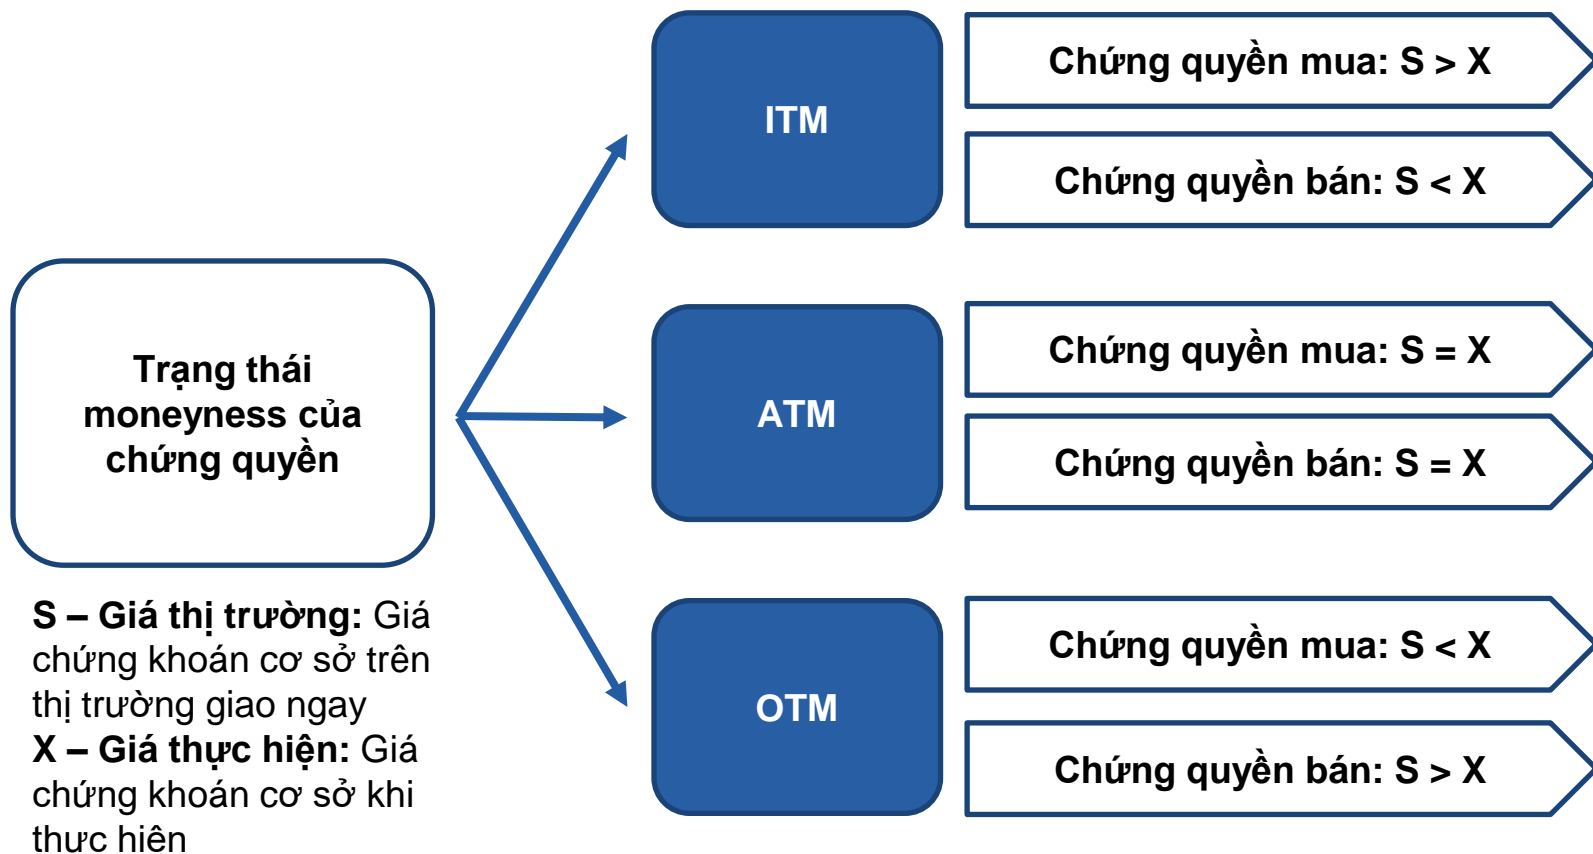 Trạng thái
moneyness của
chứng quyền
S – Giá thị trường: Giá
chứng khoán cơ sở trên
thị trường giao ngay
X – Giá thực hiện: Giá
chứng khoán cơ sở khi
thực hiện
ITM
Chứng quyền mua: S > X
Chứng quyền bán: S < X
ATM
Chứng quyền mua: S = X
Chứng quyền bán: S = X
OTM
Chứng quyền mua: S < X
Chứng quyền bán: S > X